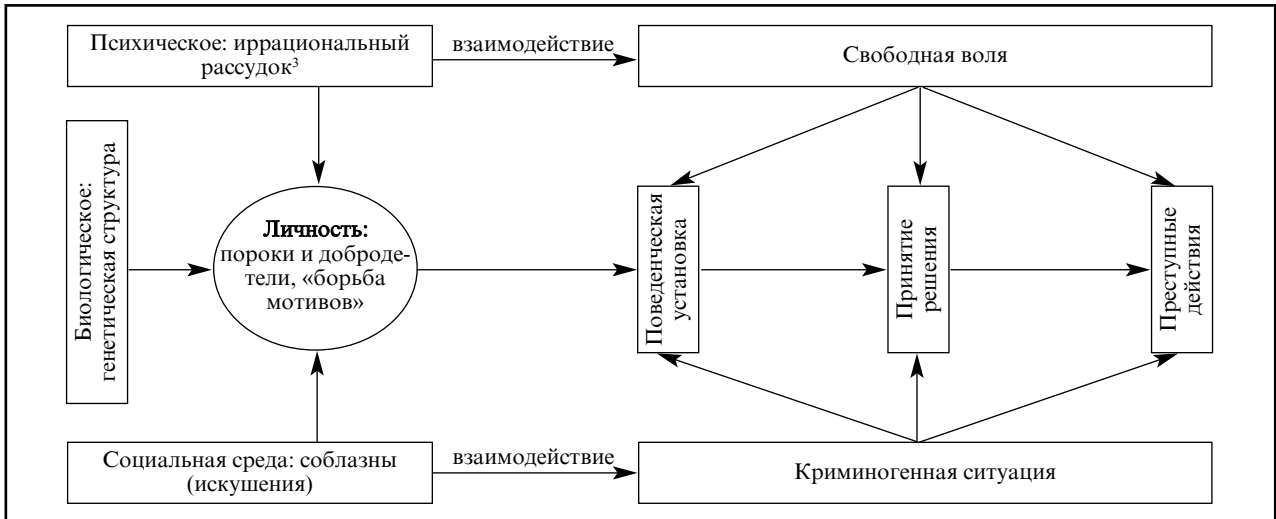 Психическое: иррациональный
рассудок³
взаимодействие
Свободная воля
Биологическое:
генетическая структура
Личность:
пороки и доброде-
тели, «борьба
мотивов»
Поведенческая
установка
Принятие
решения
Преступные
действия
Социальная среда: соблазны
(искушения)
взаимодействие
Криминогенная ситуация